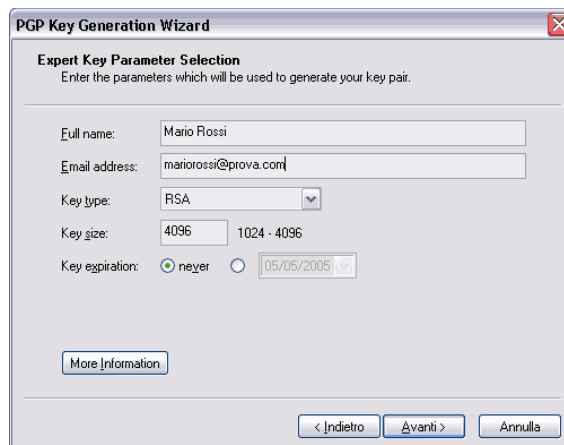 PGP Key Generation Wizard
Expert Key Parameter Selection
Enter the parameters which will be used to generate your key pair.
Full name: Mario Rossi
Email address: mariorossi@prova.com
Key type: RSA
Key size: 4096 1024 - 4096
Key expiration: never 05/05/2005
More Information
< Indietro Avanti > Annulla